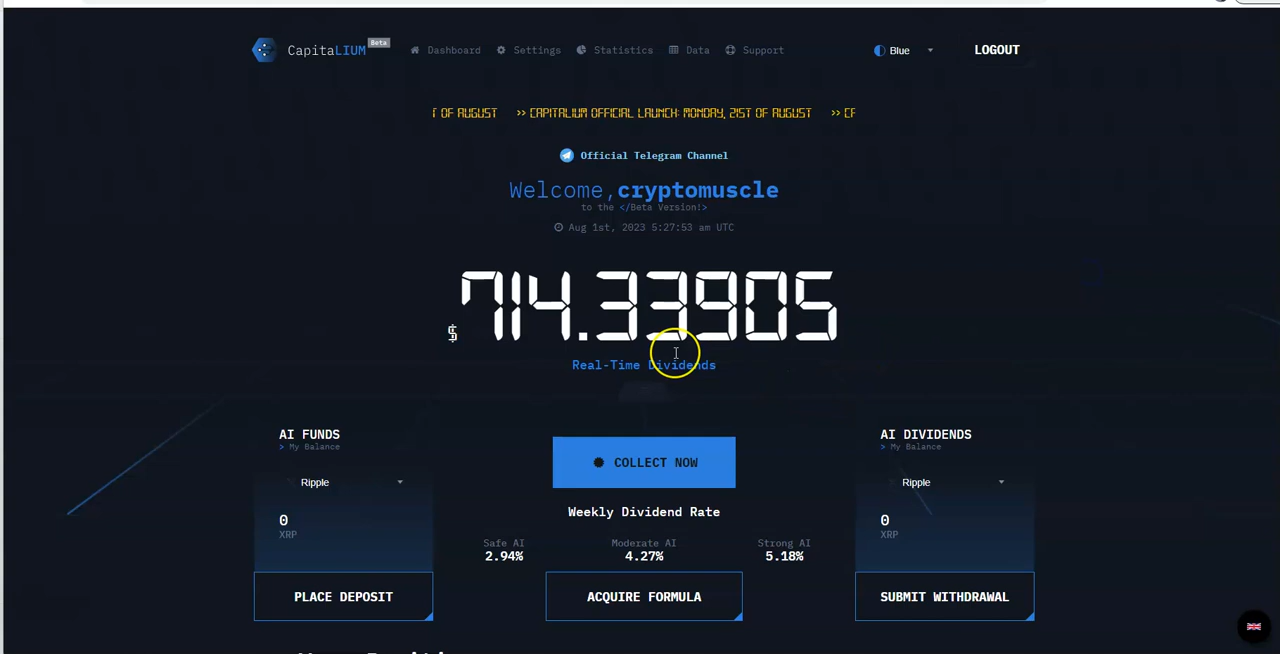 CapitaLIUM Beta Dashboard Settings Statistics Data Support Blue LOGOUT
T OF AUGUST >> CAPITALIUM OFFICIAL LAUNCH: MONDAY, 21ST OF AUGUST >> CF
Official Telegram Channel
Welcome,cryptomuscle
to the </Beta Version!>
Aug 1st, 2023 5:27:53 am UTC
$714.33905
Real-Time Dividends
AI FUNDS
> My Balance
Ripple
0
XRP
PLACE DEPOSIT
COLLECT NOW
Weekly Dividend Rate
Safe AI Moderate AI Strong AI
2.94% 4.27% 5.18%
ACQUIRE FORMULA
AI DIVIDENDS
> My Balance
Ripple
0
XRP
SUBMIT WITHDRAWAL